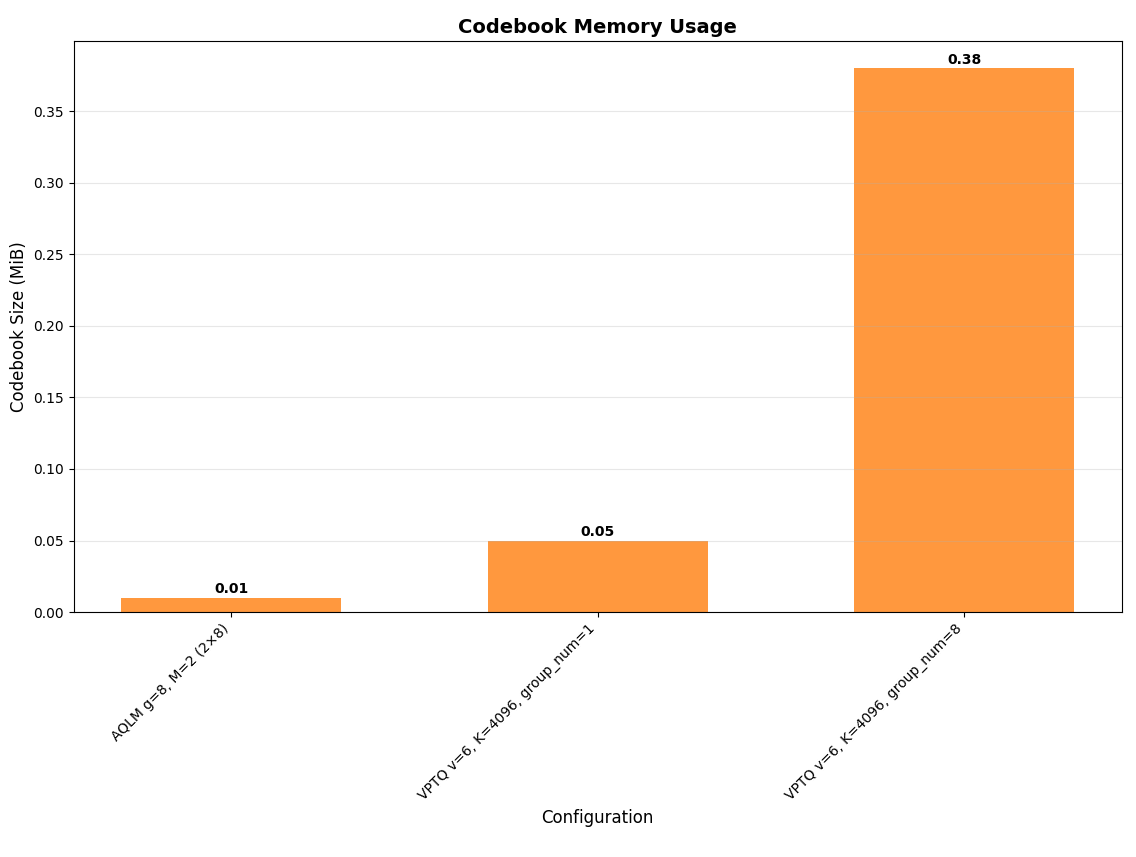 Codebook Memory Usage
Codebook Size (MiB)
0.35
0.30
0.25
0.20
0.15
0.10
0.05
0.00
0.01
0.05
0.38
AQLM g=8, M=2 (2×8)
VPTQ v=6, K=4096, group_num=1
VPTQ v=6, K=4096, group_num=8
Configuration